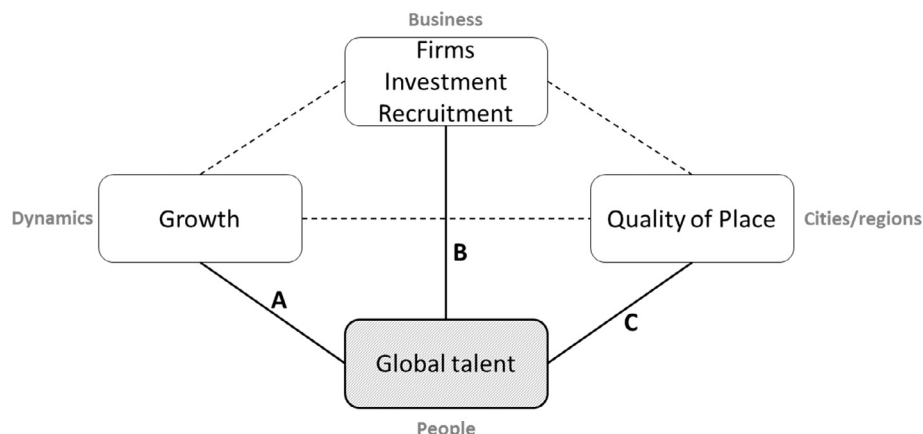 Business
Firms
Investment
Recruitment
Dynamics
Growth
Quality of Place
Cities/regions
B
A
C
Global talent
People